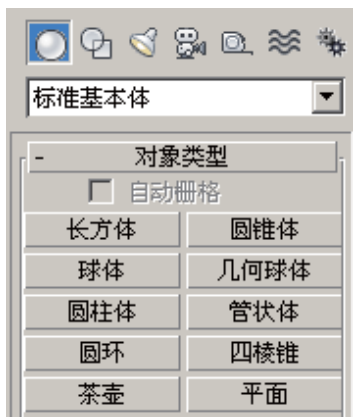 标准基本体
- 对象类型
自动栅格
长方体 圆锥体
球体 几何球体
圆柱体 管状体
圆环 四棱锥
茶壶 平面